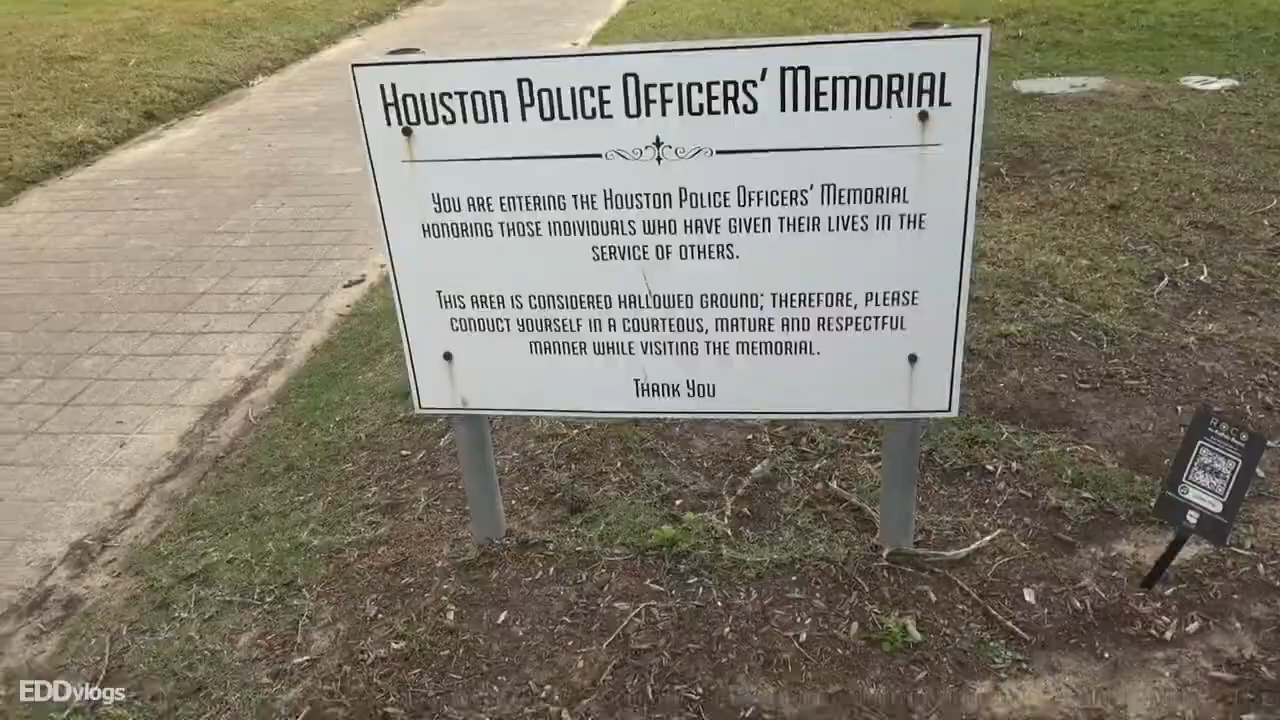 Houston Police Officers' Memorial
You are entering the Houston Police Officers' Memorial
honoring those individuals who have given their lives in the
service of others.
This area is considered hallowed ground; therefore, please
conduct yourself in a courteous, mature and respectful
manner while visiting the memorial.
Thank You
ROCO
EDDvlogs